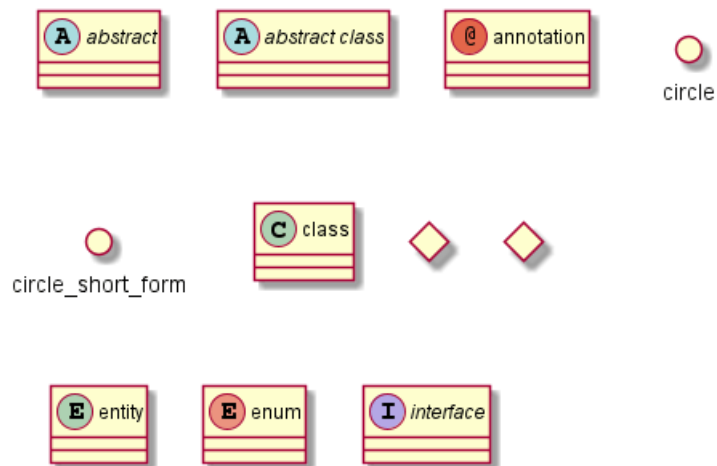 A abstract
A abstract class
@ annotation
circle
circle_short_form
C class
E entity
E enum
I interface